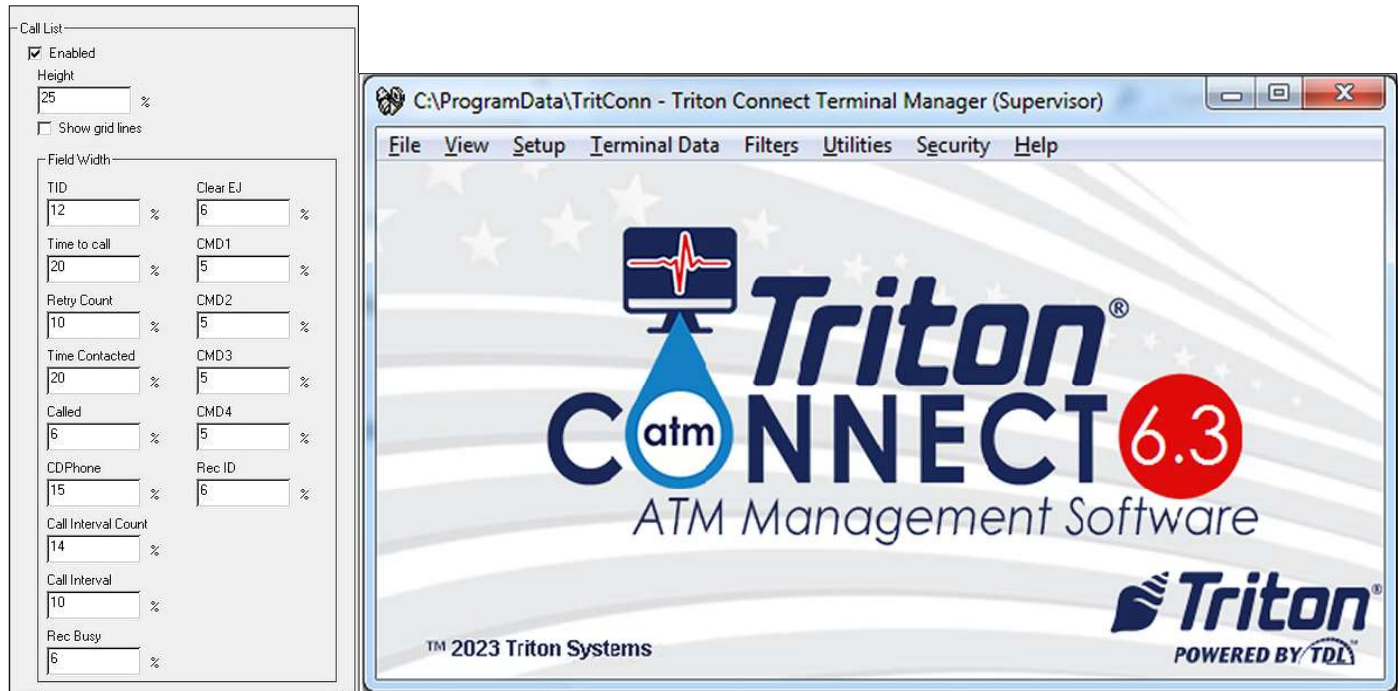 Call List
Enabled
Height
25 %
Show grid lines
Field Width
TID Clear EJ
12 % 6 %
Time to call CMD1
20 % 5 %
Retry Count CMD2
10 % 5 %
Time Contacted CMD3
20 % 5 %
Called CMD4
6 % 5 %
CDPhone Rec ID
15 % 6 %
Call Interval Count
14 %
Call Interval
10 %
Rec Busy
6 %
C:\ProgramData\TritConn - Triton Connect Terminal Manager (Supervisor)
File View Setup Terminal Data Filters Utilities Security Help
Triton®
CONNECT 6.3
atm
ATM Management Software
Triton®
™ 2023 Triton Systems
POWERED BY TDL™